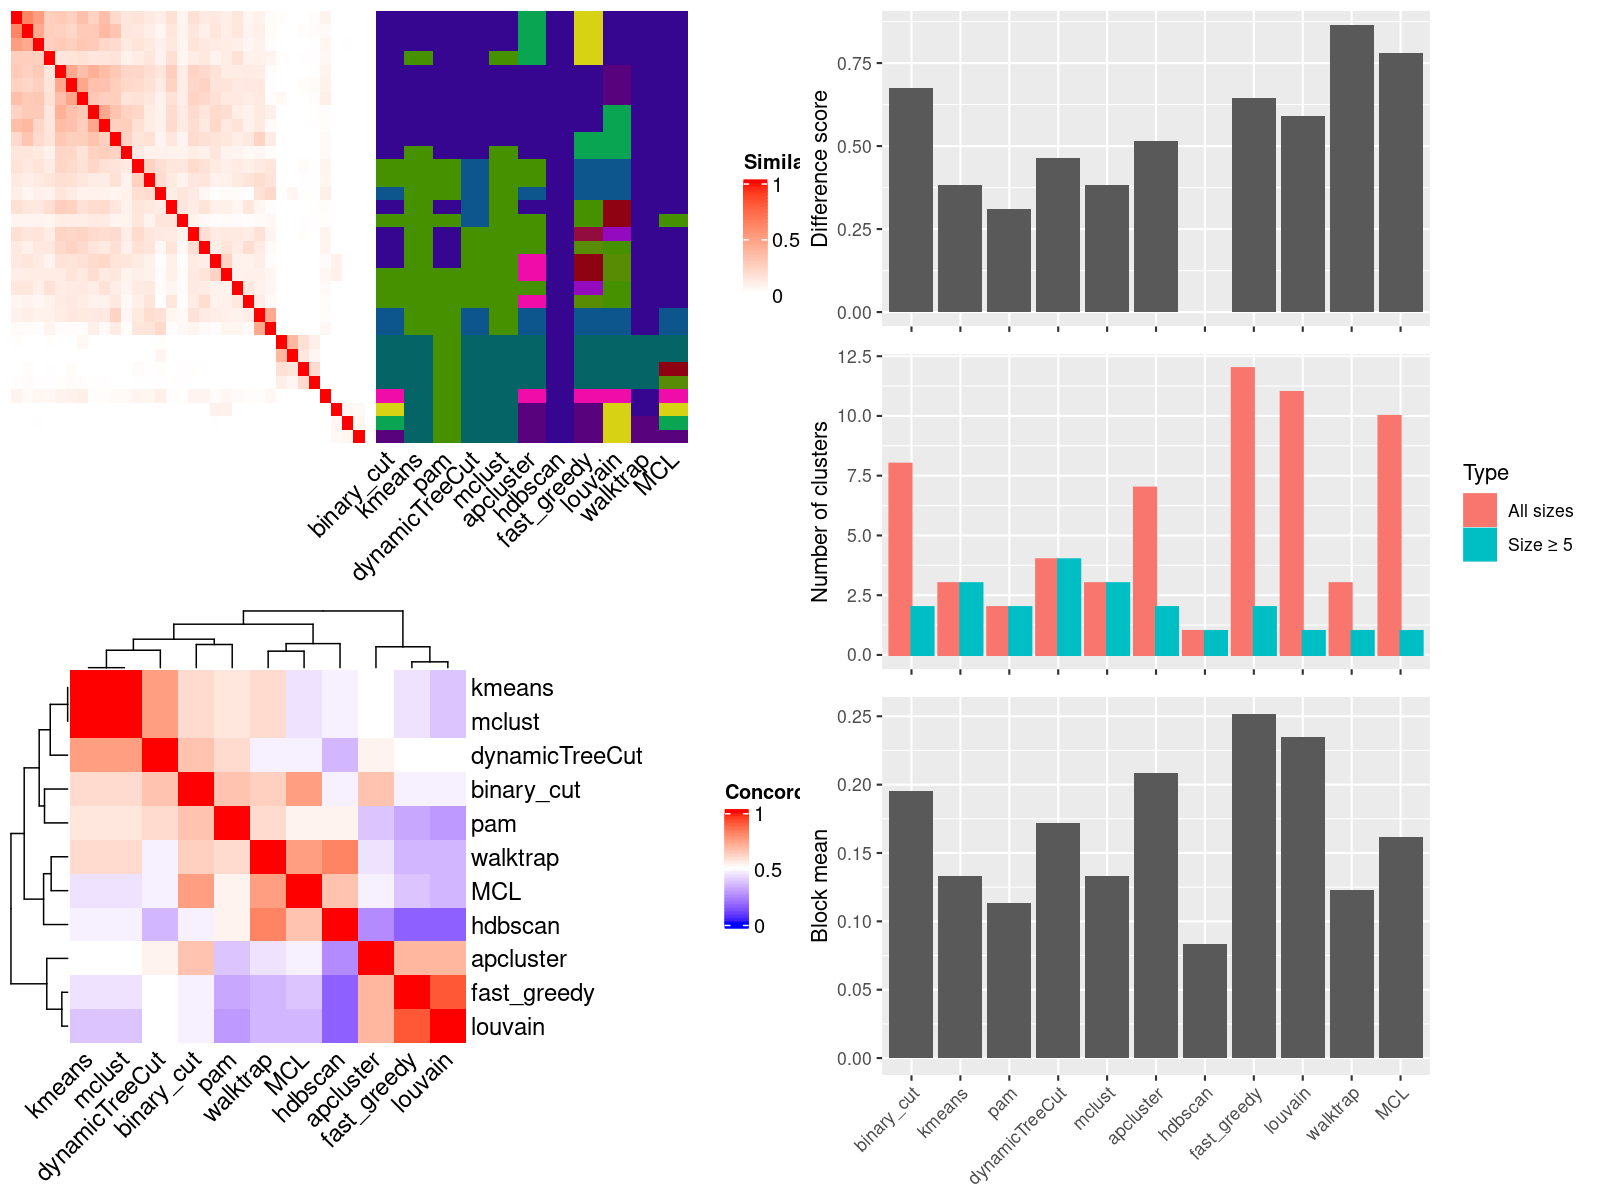 Simila
1
0.5
0
binary_cut
kmeans
pam
dynamicTreeCut
mclust
apcluster
hdbscan
fast_greedy
louvain
walktrap
MCL
kmeans
mclust
dynamicTreeCut
binary_cut
pam
walktrap
MCL
hdbscan
apcluster
fast_greedy
louvain
Concord
1
0.5
0
kmeans
mclust
dynamicTreeCut
binary_cut
pam
walktrap
MCL
hdbscan
apcluster
fast_greedy
louvain
Difference score
0.75
0.50
0.25
0.00
Number of clusters
12.5
10.0
7.5
5.0
2.5
0.0
Type
All sizes
Size ≥ 5
Block mean
0.25
0.20
0.15
0.10
0.05
0.00
binary_cut
kmeans
pam
dynamicTreeCut
mclust
apcluster
hdbscan
fast_greedy
louvain
walktrap
MCL